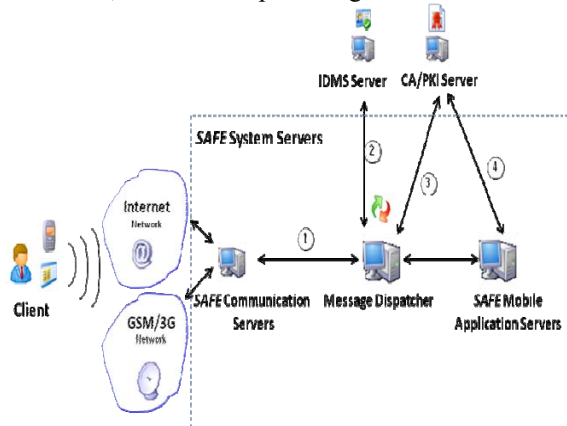 IDMS Server
CA/PKI Server
SAFE System Servers
2
3
4
Internet
Network
@
1
Client
SAFE Communication
Servers
Message Dispatcher
SAFE Mobile
Application Servers
GSM/3G
Network